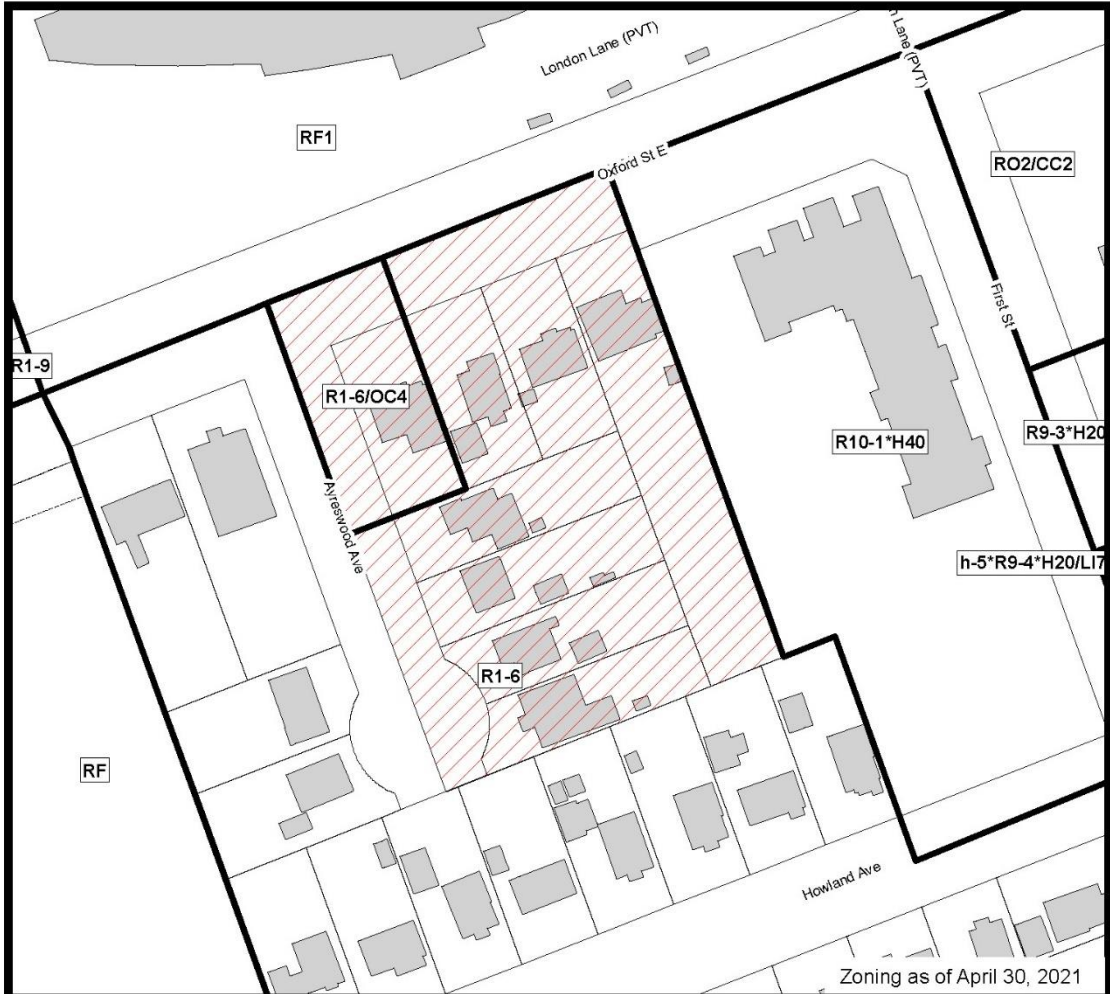 London Lane (PVT)
n Lane (PVT)
RF1
RO2/CC2
Oxford St E
First St
R1-9
R1-6/OC4
R10-1*H40
R9-3*H20
Ayreswood Ave
h-5*R9-4*H20/LI7
R1-6
RF
Howland Ave
Zoning as of April 30, 2021